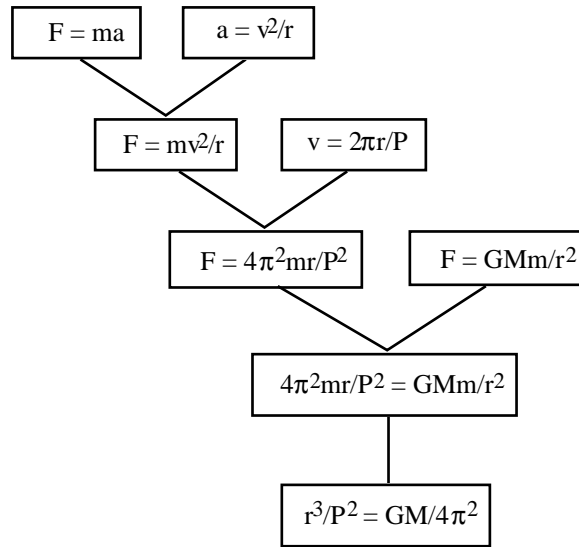 F = ma
a = v²/r
F = mv²/r
v = 2πr/P
F = 4π²mr/P²
F = GMm/r²
4π²mr/P² = GMm/r²
r³/P² = GM/4π²